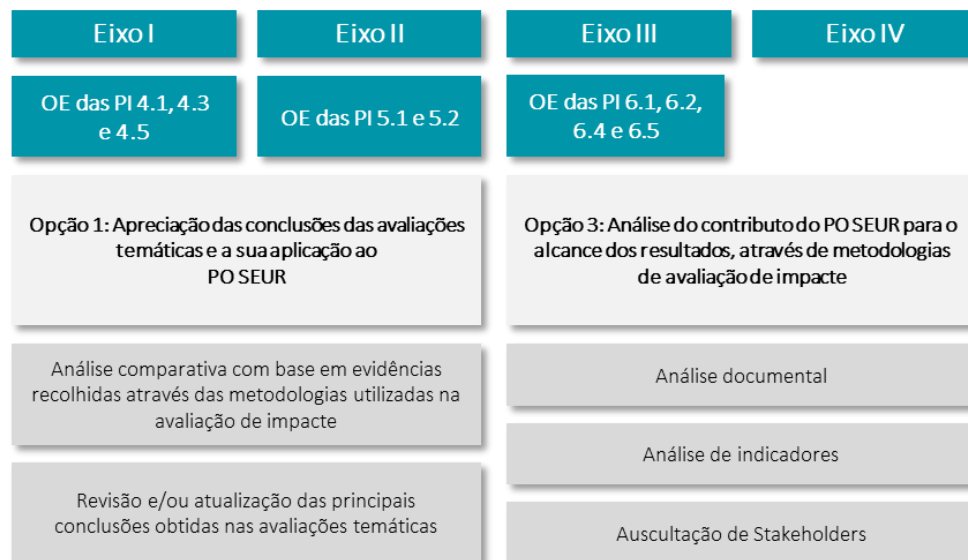 Eixo I
Eixo II
Eixo III
Eixo IV
OE das PI 4.1, 4.3
e 4.5
OE das PI 5.1 e 5.2
OE das PI 6.1, 6.2,
6.4 e 6.5
Opção 1: Apreciação das conclusões das avaliações
temáticas e a sua aplicação ao
PO SEUR
Opção 3: Análise do contributo do PO SEUR para o
alcance dos resultados, através de metodologias
de avaliação de impacte
Análise comparativa com base em evidências
recolhidas através das metodologias utilizadas na
avaliação de impacte
Revisão e/ou atualização das principais
conclusões obtidas nas avaliações temáticas
Análise documental
Análise de indicadores
Auscultação de Stakeholders